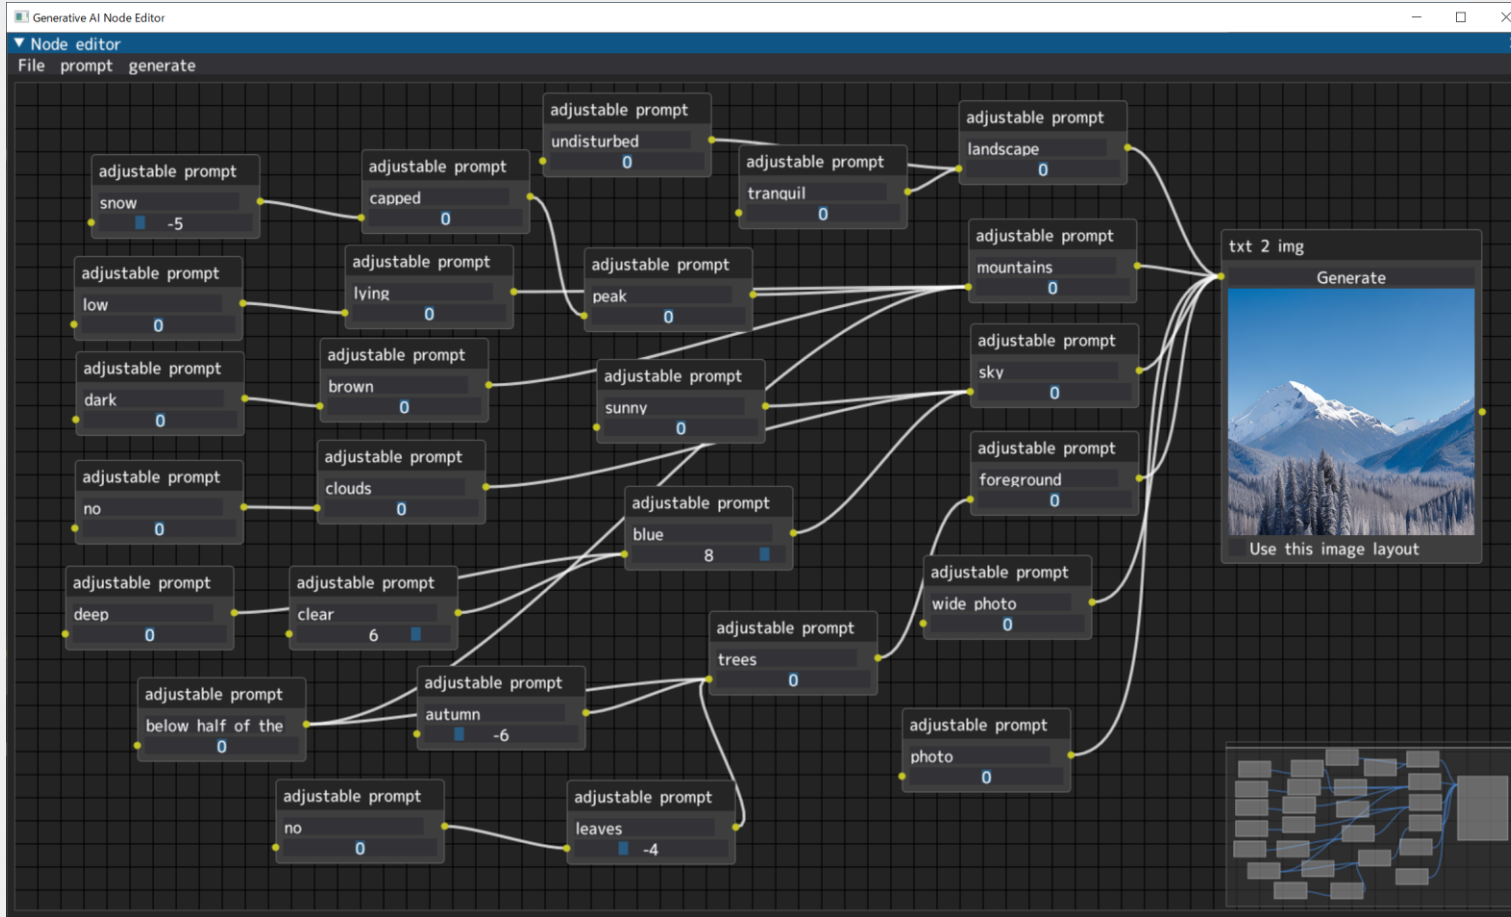 Generative AI Node Editor
Node editor
File prompt generate
adjustable prompt
undisturbed
0
adjustable prompt
landscape
0
adjustable prompt
tranquil
0
adjustable prompt
snow
-5
adjustable prompt
capped
0
adjustable prompt
mountains
0
txt 2 img
Generate
Use this image layout
adjustable prompt
low
0
adjustable prompt
lying
0
adjustable prompt
peak
0
adjustable prompt
sky
0
adjustable prompt
dark
0
adjustable prompt
brown
0
adjustable prompt
sunny
0
adjustable prompt
foreground
0
adjustable prompt
no
0
adjustable prompt
clouds
0
adjustable prompt
blue
8
adjustable prompt
wide photo
0
adjustable prompt
deep
0
adjustable prompt
clear
6
adjustable prompt
trees
0
adjustable prompt
below half of the
0
adjustable prompt
autumn
-6
adjustable prompt
photo
0
adjustable prompt
no
0
adjustable prompt
leaves
-4